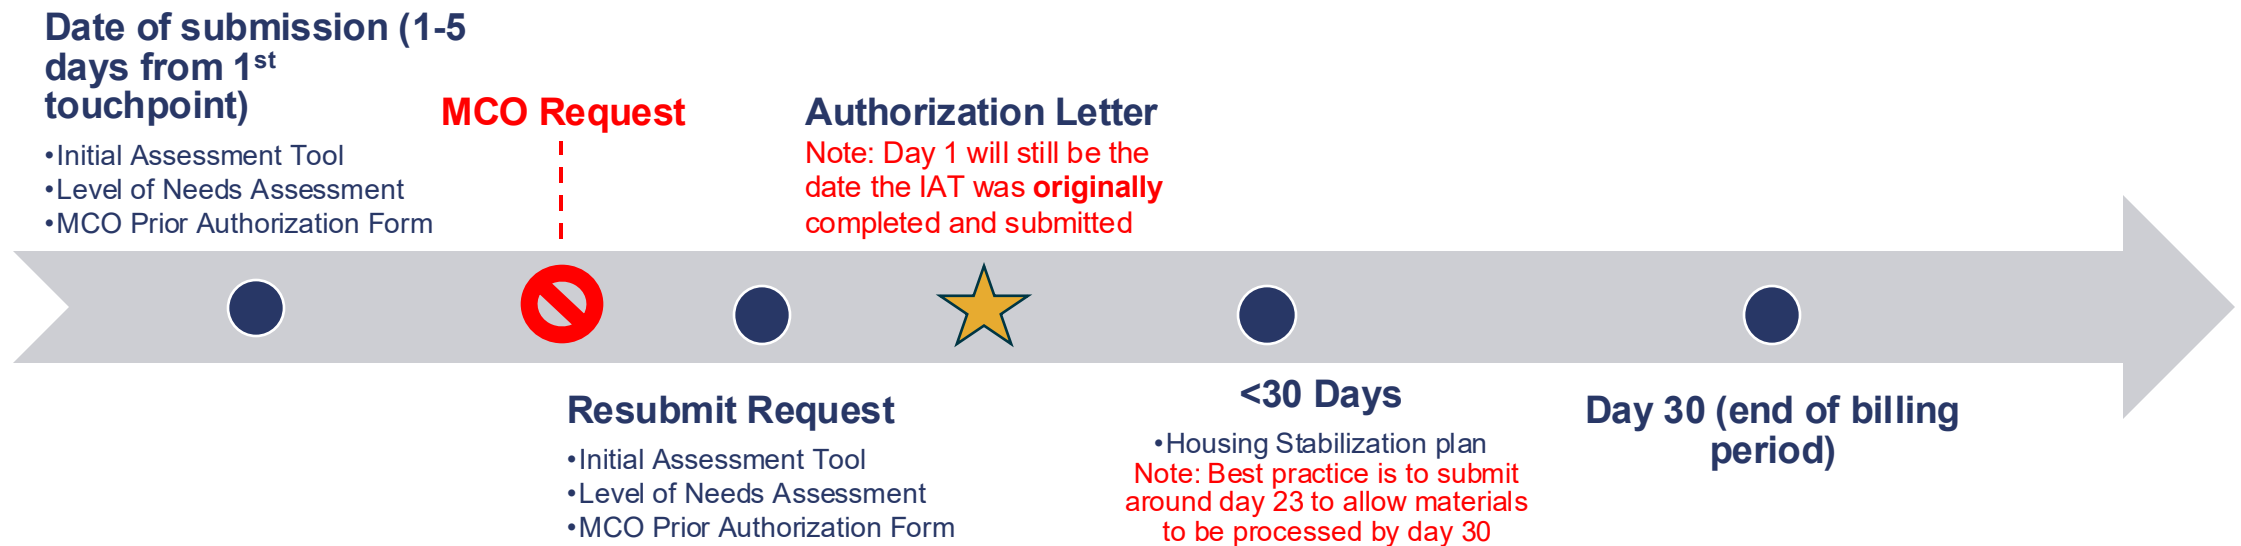 Date of submission (1-5
days from 1st
touchpoint)
•Initial Assessment Tool
•Level of Needs Assessment
•MCO Prior Authorization Form
MCO Request
Authorization Letter
Note: Day 1 will still be the
date the IAT was originally
completed and submitted
Resubmit Request
•Initial Assessment Tool
•Level of Needs Assessment
•MCO Prior Authorization Form
<30 Days
•Housing Stabilization plan
Note: Best practice is to submit
around day 23 to allow materials
to be processed by day 30
Day 30 (end of billing
period)